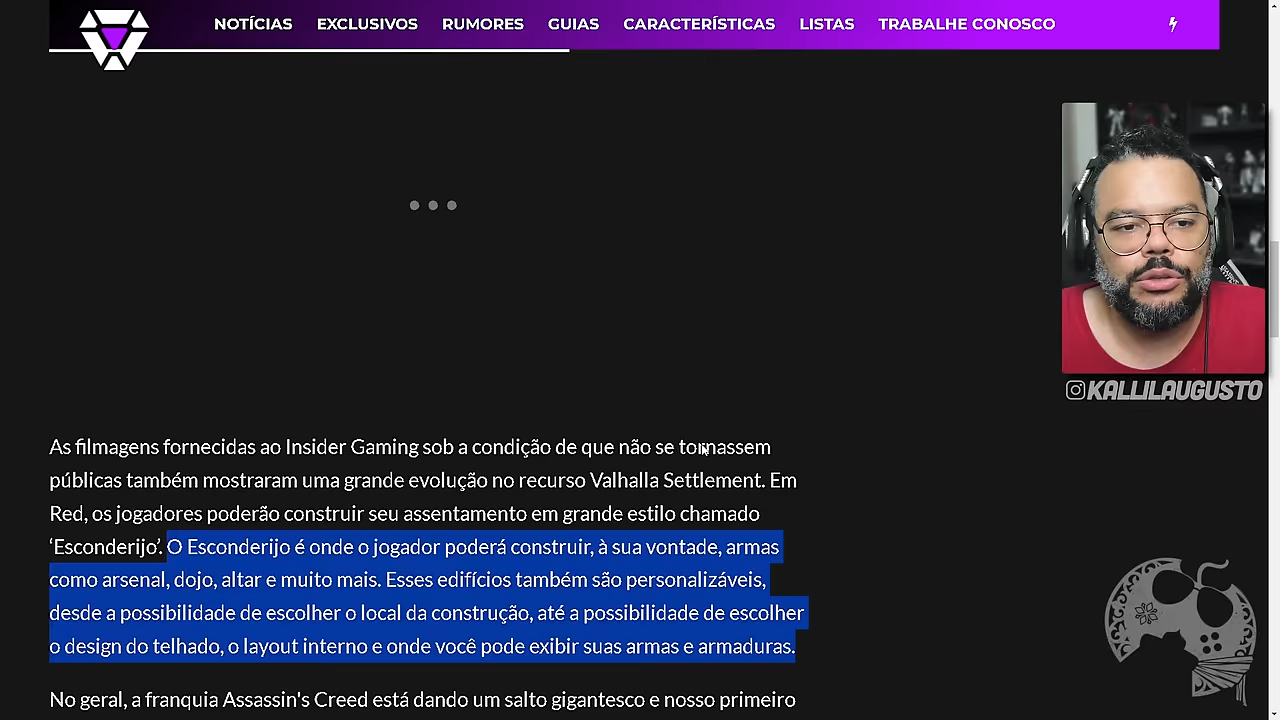 NOTÍCIAS EXCLUSIVOS RUMORES GUIAS CARACTERÍSTICAS LISTAS TRABALHE CONOSCO
KALLILAUGUSTO
As filmagens fornecidas ao Insider Gaming sob a condição de que não se tornassem
públicas também mostraram uma grande evolução no recurso Valhalla Settlement. Em
Red, os jogadores poderão construir seu assentamento em grande estilo chamado
‘Esconderijo’. O Esconderijo é onde o jogador poderá construir, à sua vontade, armas
como arsenal, dojo, altar e muito mais. Esses edifícios também são personalizáveis,
desde a possibilidade de escolher o local da construção, até a possibilidade de escolher
o design do telhado, o layout interno e onde você pode exibir suas armas e armaduras.
No geral, a franquia Assassin's Creed está dando um salto gigantesco e nosso primeiro